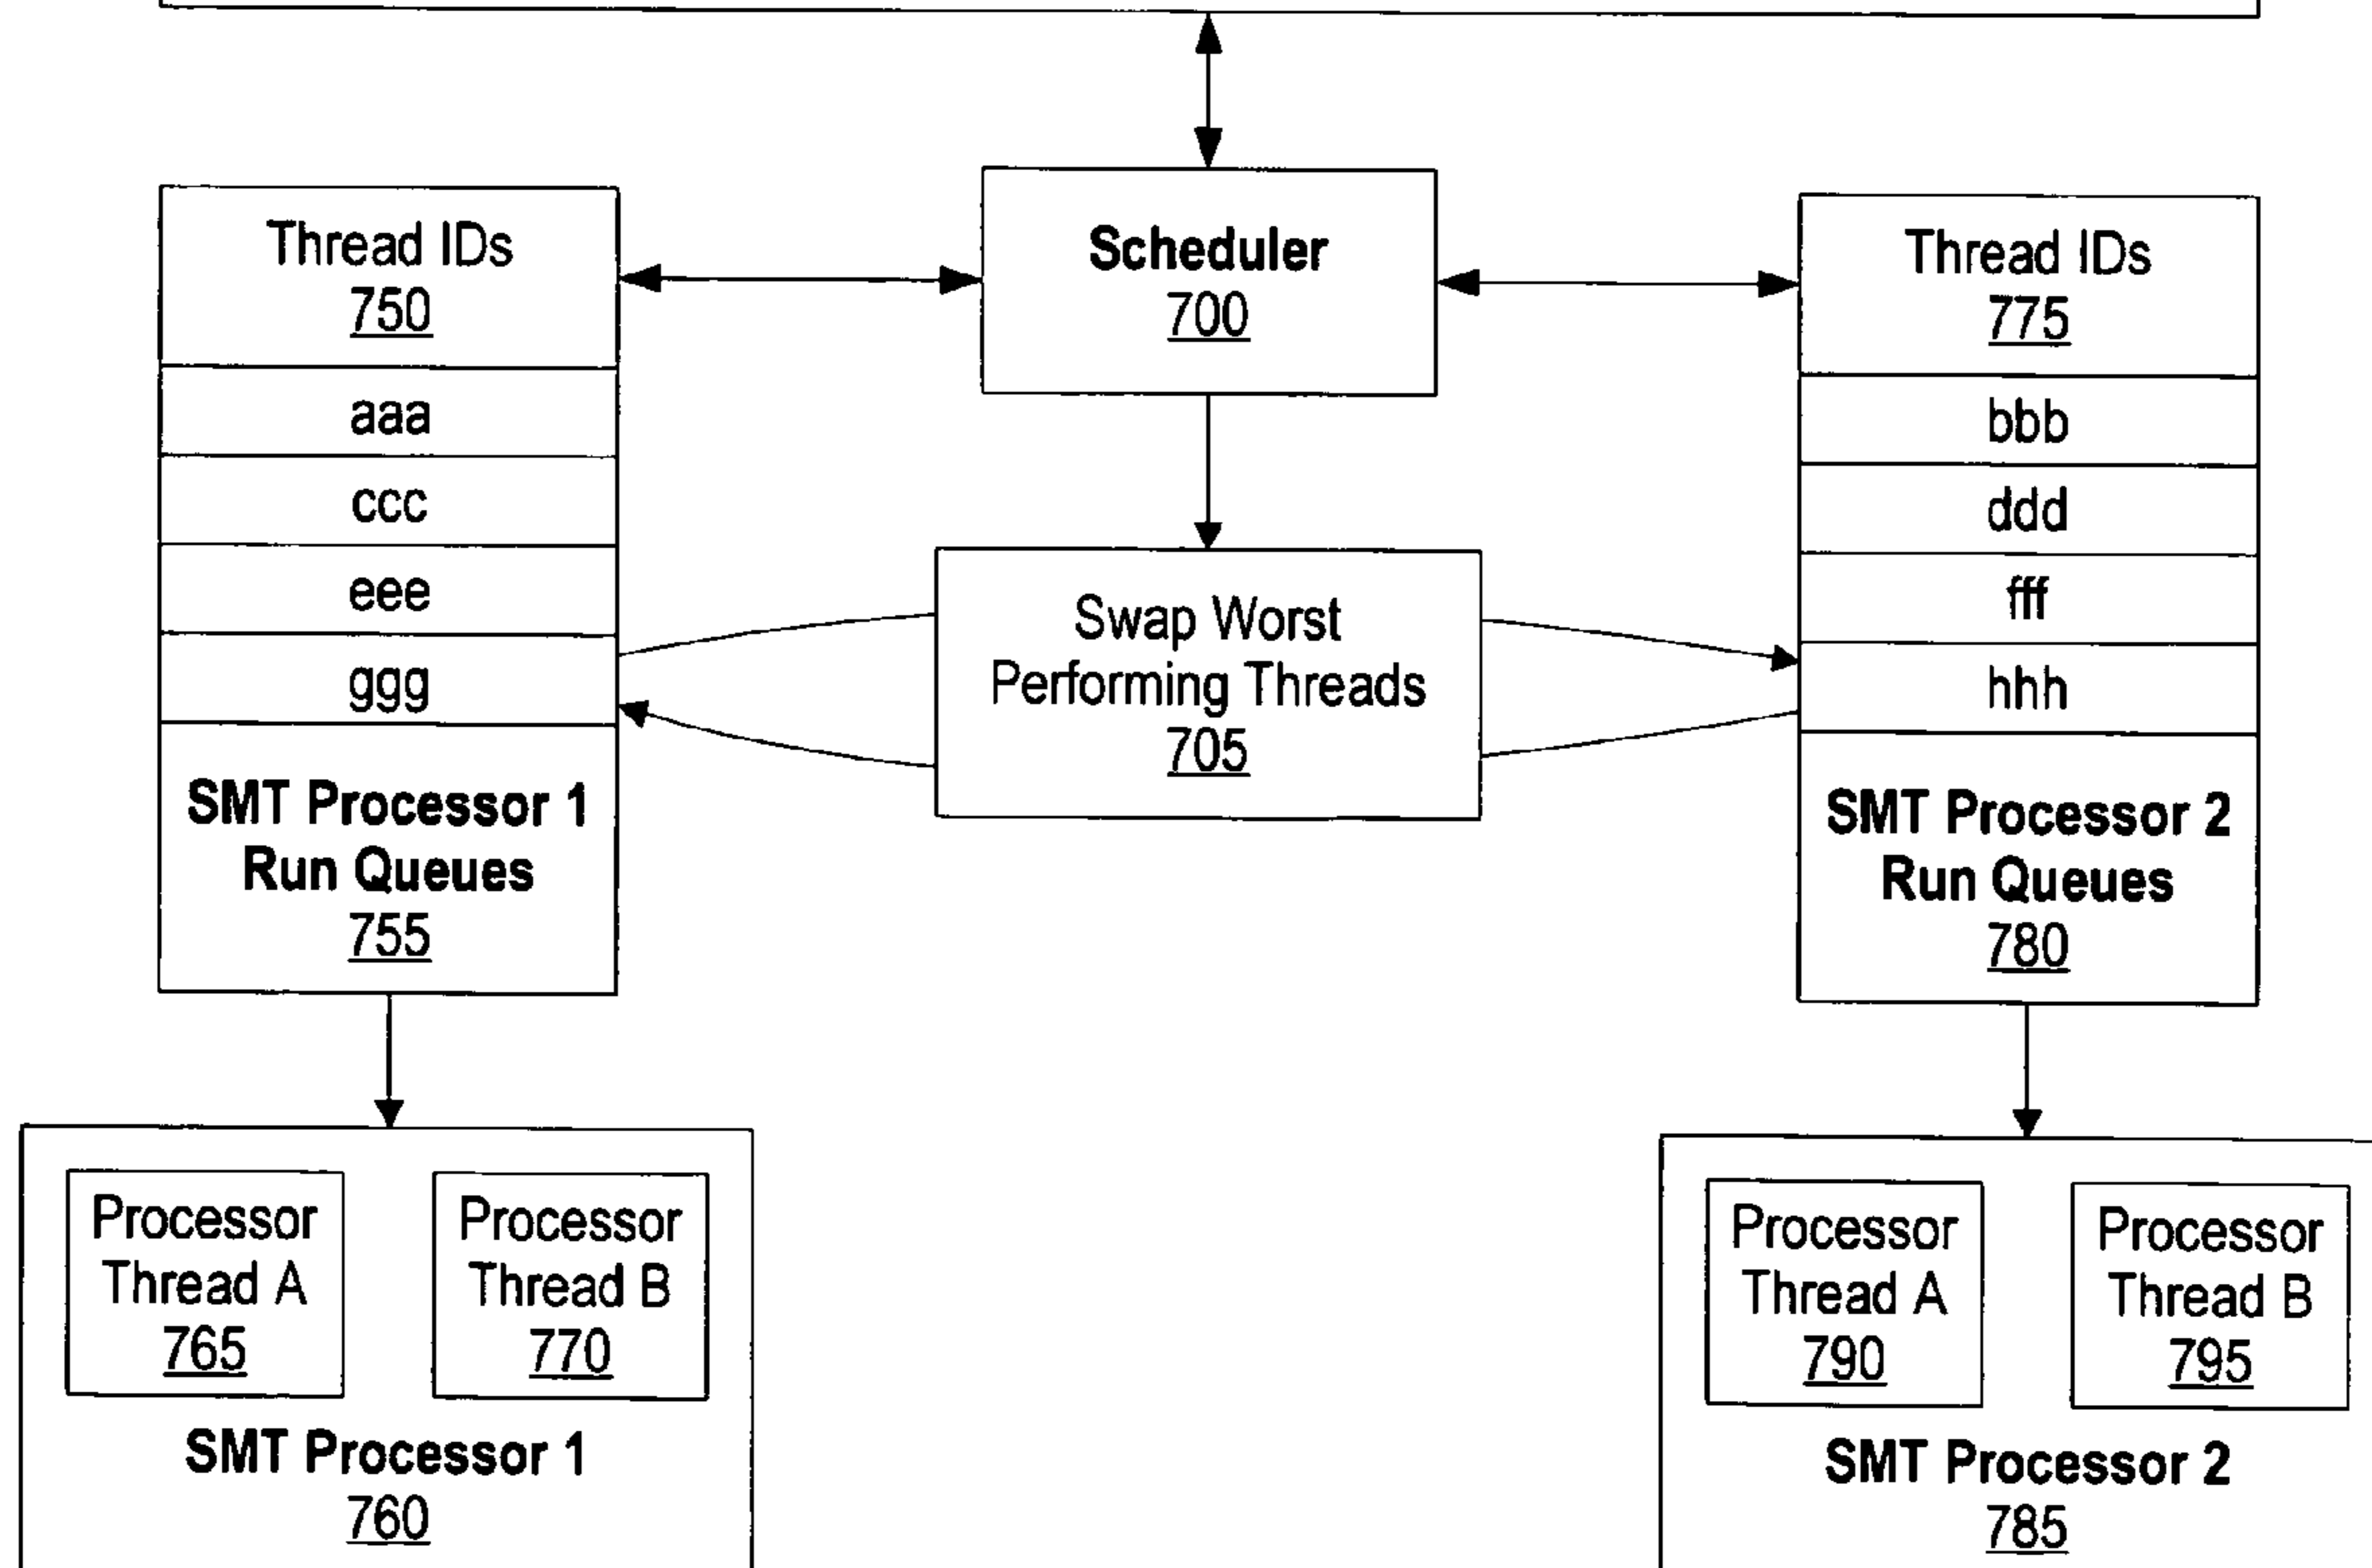 Thread IDs
750
aaa
ccc
eee
ggg
SMT Processor 1
Run Queues
755
Scheduler
700
Swap Worst
Performing Threads
705
Thread IDs
775
bbb
ddd
fff
hhh
SMT Processor 2
Run Queues
780
Processor
Thread A
765
Processor
Thread B
770
SMT Processor 1
760
Processor
Thread A
790
Processor
Thread B
795
SMT Processor 2
785